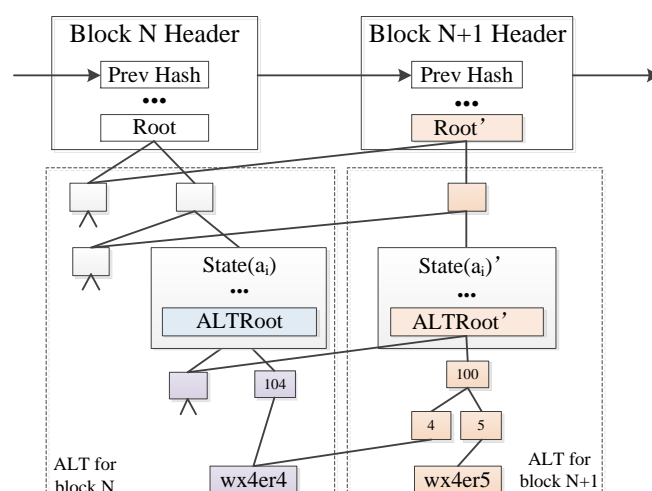 Block N Header
Block N+1 Header
Prev Hash
Prev Hash
•••
•••
Root
Root’
State(aᵢ)
State(aᵢ)’
•••
•••
ALTRoot
ALTRoot’
104
100
4
5
ALT for
block N
wx4er4
wx4er5
ALT for
block N+1